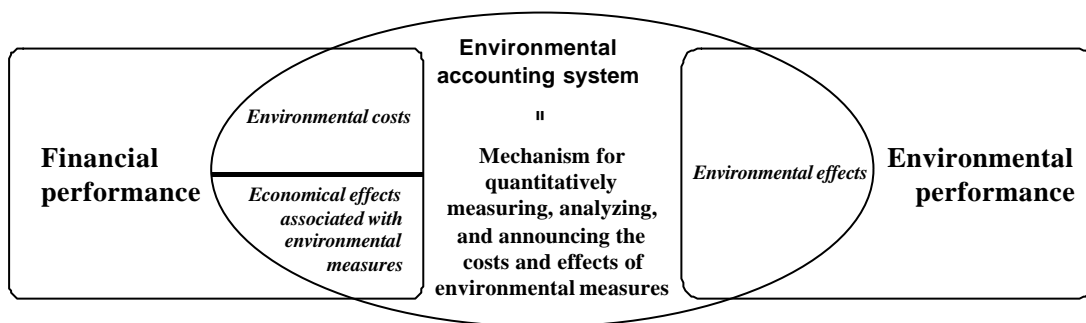 Financial
performance
Environmental costs
Economical effects
associated with
environmental
measures
Environmental
accounting system
=
Mechanism for
quantitatively
measuring, analyzing,
and announcing the
costs and effects of
environmental measures
Environmental effects
Environmental
performance